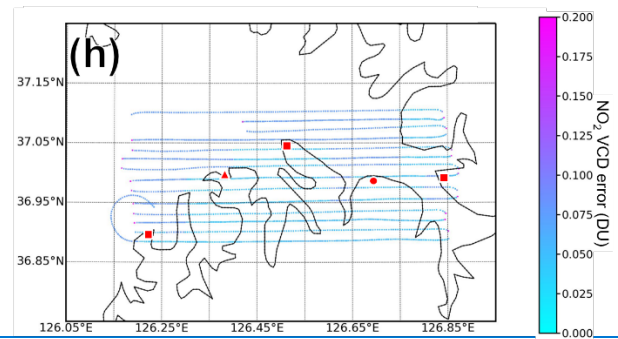 (h)
37.15°N
37.05°N
36.95°N
36.85°N
126.05°E
126.25°E
126.45°E
126.65°E
126.85°E
0.200
0.175
0.150
0.125
0.100
0.075
0.050
0.025
0.000
NO₂ VCD error (DU)